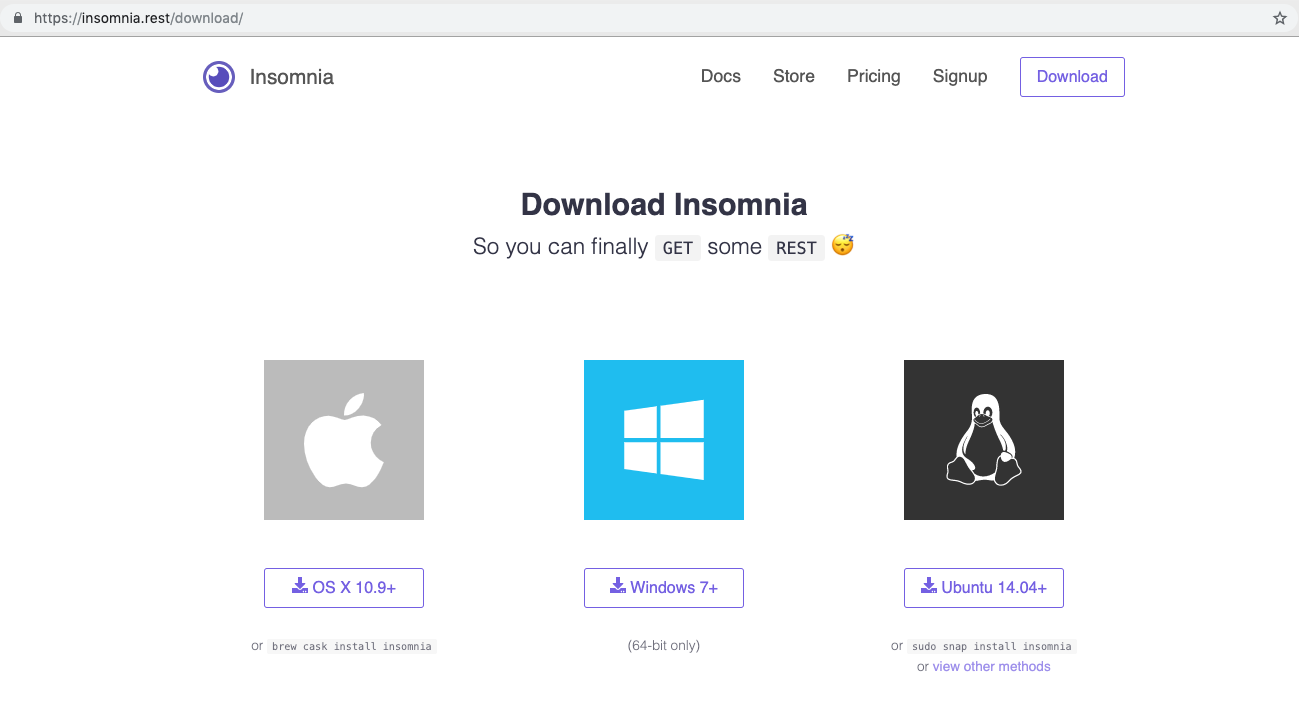 https://insomnia.rest/download/
Insomnia
Docs Store Pricing Signup Download
Download Insomnia
So you can finally GET some REST 😴
OS X 10.9+
Windows 7+
Ubuntu 14.04+
or brew cask install insomnia
(64-bit only)
or sudo snap install insomnia
or view other methods